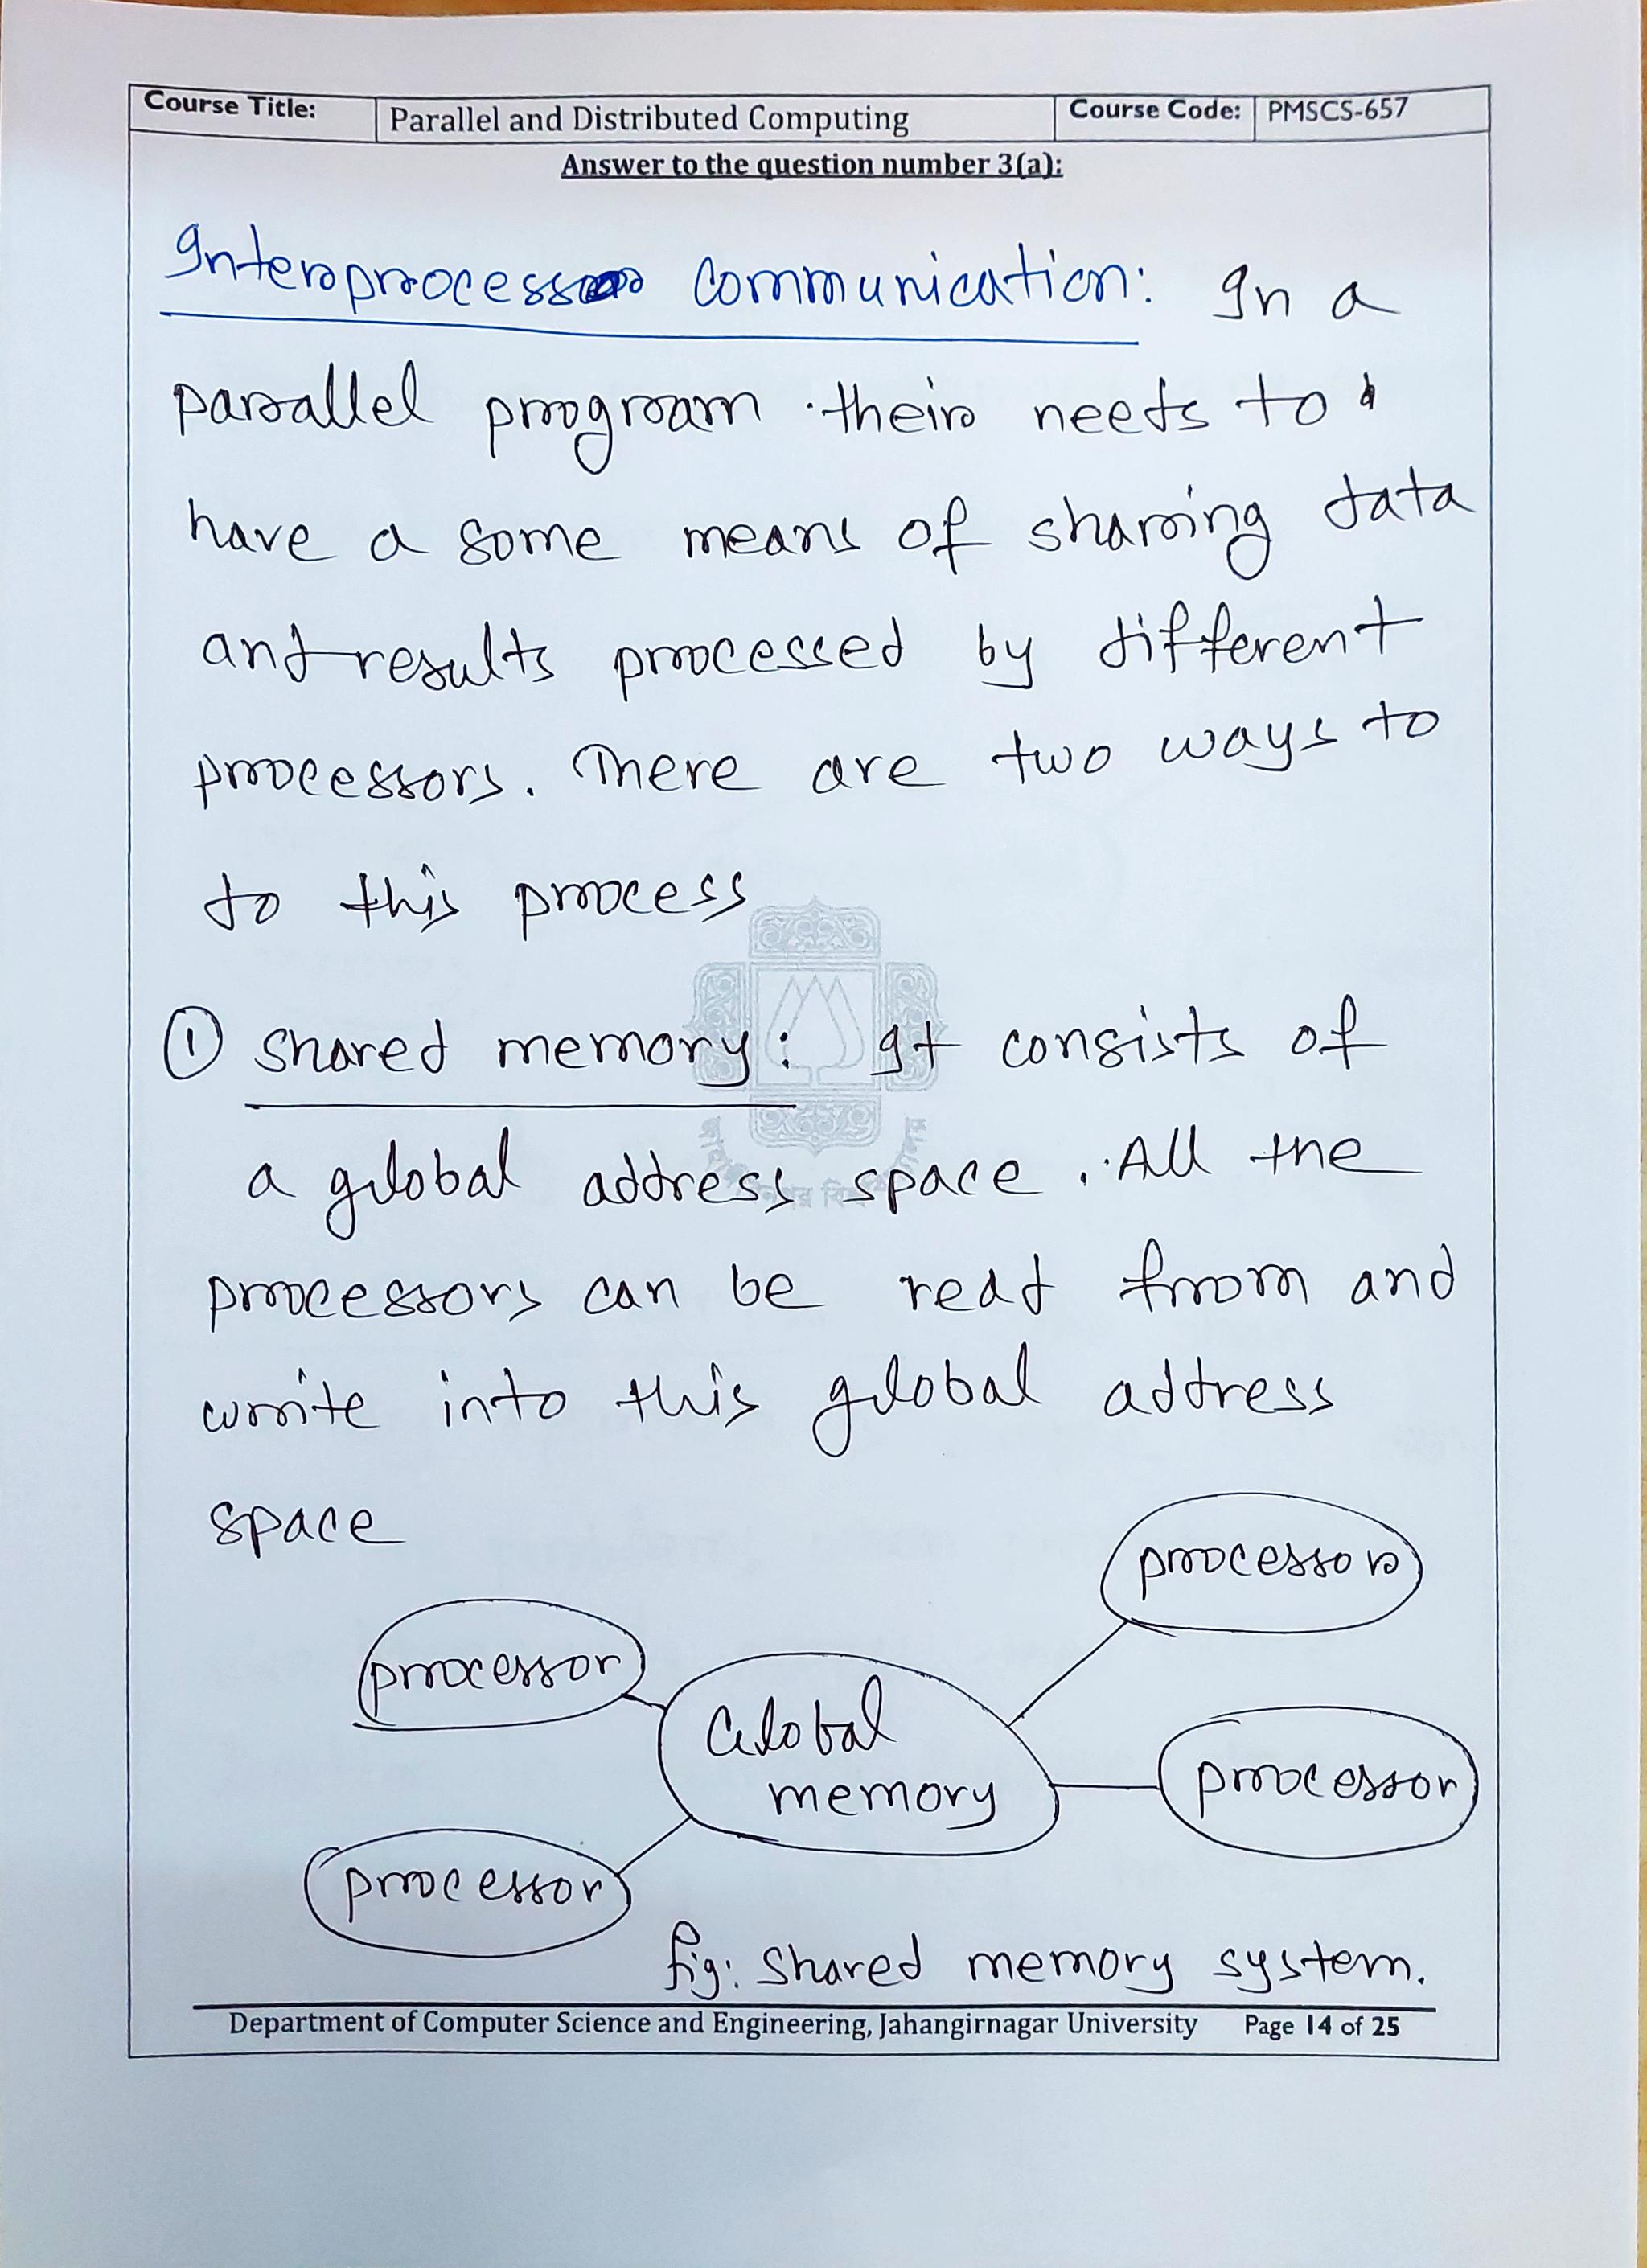 Course Title: Parallel and Distributed Computing Course Code: PMSCS-657
Answer to the question number 3(a):
Interprocess communication: In a
parallel program their needs to
have a some means of sharing data
and results processed by different
processors. There are two ways to
do this process
① Shared memory: It consists of
a global address space. All the
processors can be read from and
write into this global address
space
processor
processor
Global
memory
processor
processor
fig: Shared memory system.
Department of Computer Science and Engineering, Jahangirnagar University Page 14 of 25